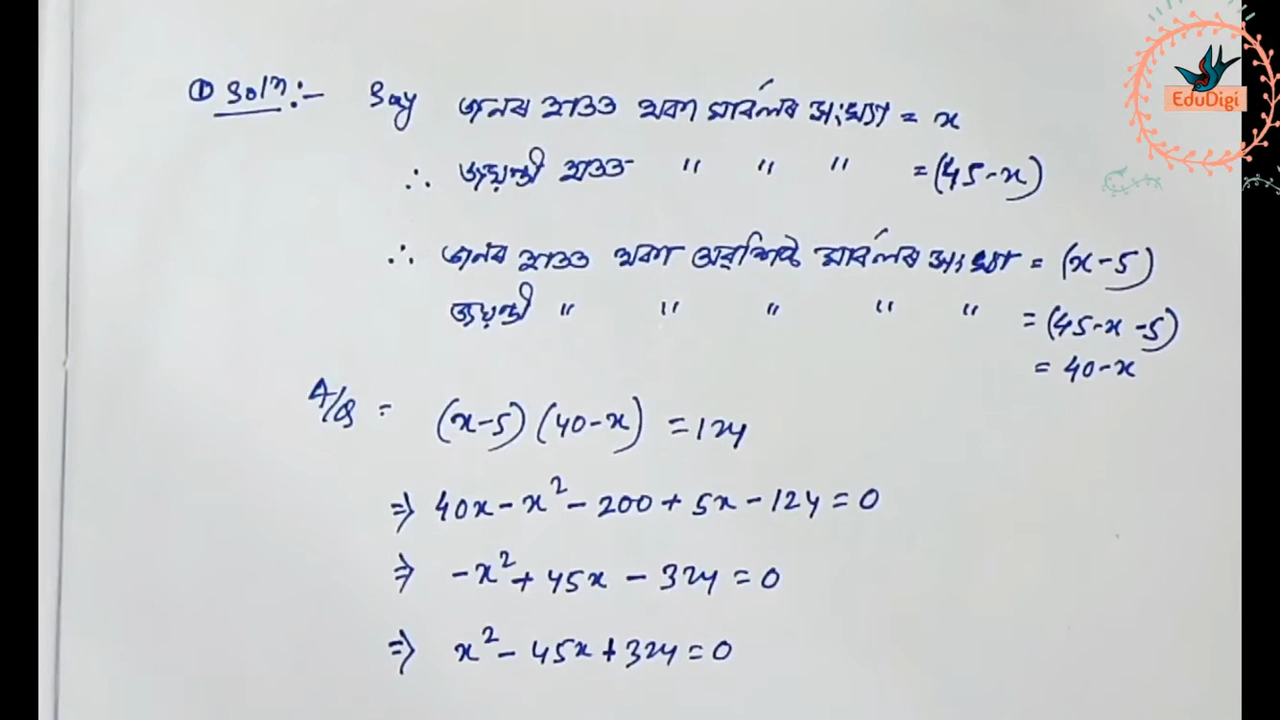 ① Solⁿ:- Say জনৰ হাতত থকা মাৰ্বলৰ সংখ্যা = x
∴ জয়ন্তী হাতত " " " = (45-x)
∴ জনৰ হাতত থকা অৱশিষ্ট মাৰ্বলৰ সংখ্যা = (x-5)
জয়ন্তী " " " " " = (45-x-5)
= 40-x
A/Q = (x-5)(40-x) = 124
⇒ 40x - x² - 200 + 5x - 124 = 0
⇒ -x² + 45x - 324 = 0
⇒ x² - 45x + 324 = 0
EduDigi